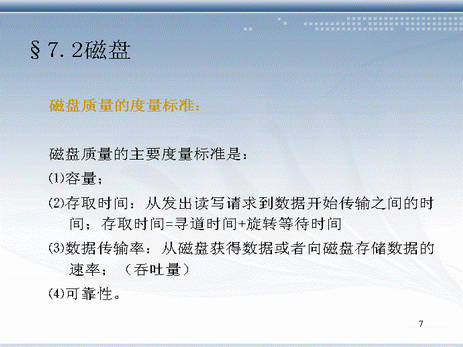 §7.2磁盘
磁盘质量的度量标准：
磁盘质量的主要度量标准是：
⑴容量；
⑵存取时间：从发出读写请求到数据开始传输之间的时
间；存取时间=寻道时间+旋转等待时间
⑶数据传输率：从磁盘获得数据或者向磁盘存储数据的
速率；（吞吐量）
⑷可靠性。
7